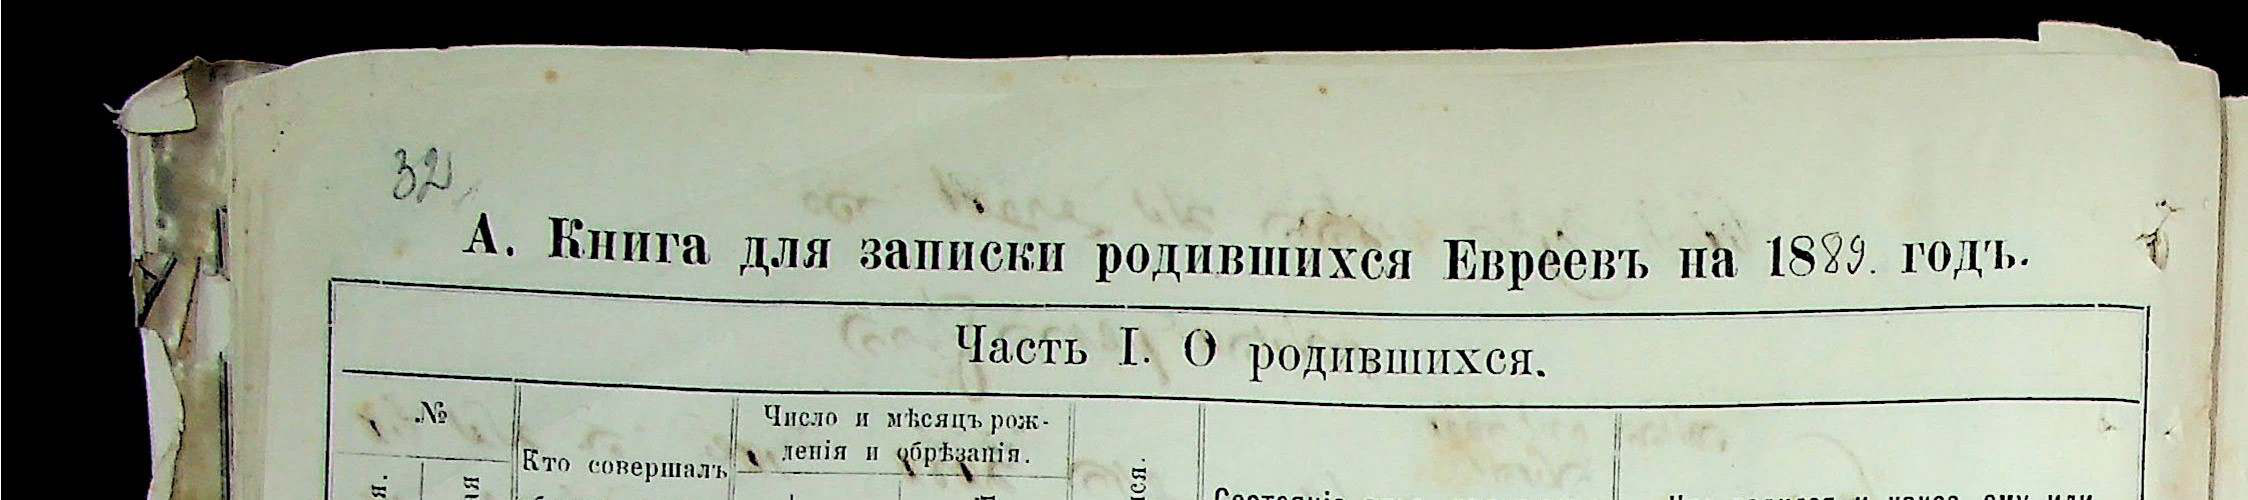 32
А. Книга для записки родившихся Евреевъ на 1889. годъ.
Часть I. О родившихся.
№
Кто совершалъ
Число и мѣсяцъ рож-
денія и обрѣзанія.